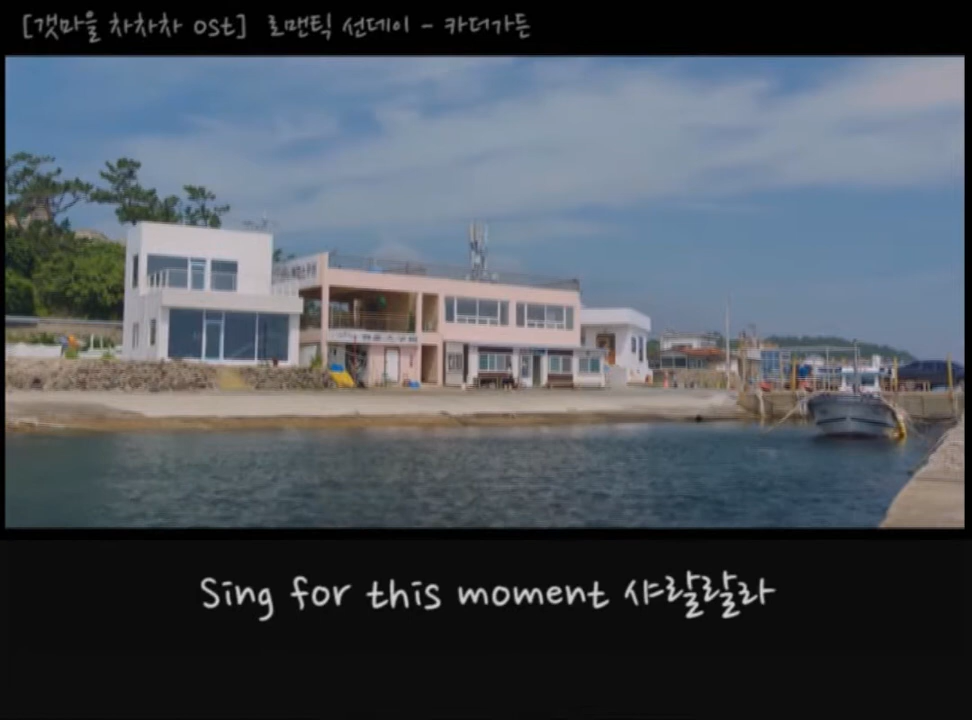 [갯마을 차차차 ost] 로맨틱 선데이 - 카더가든
Sing for this moment 샤랄랄라